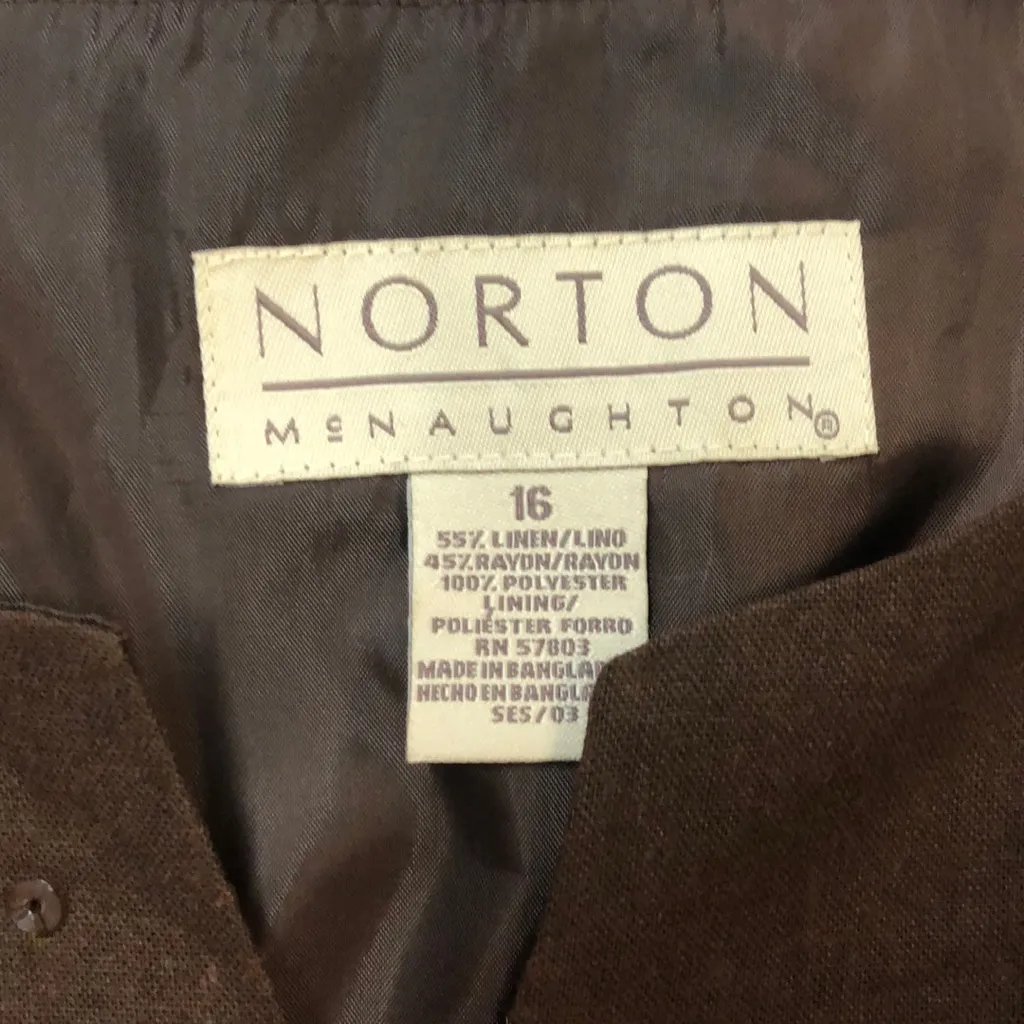 NORTON
McNAUGHTON®
16
55% LINEN/LINO
45% RAYON/RAYON
100% POLYESTER
LINING/
POLIÉSTER FORRO
RN 57803
MADE IN BANGLA
HECHO EN BANGL
SES/03